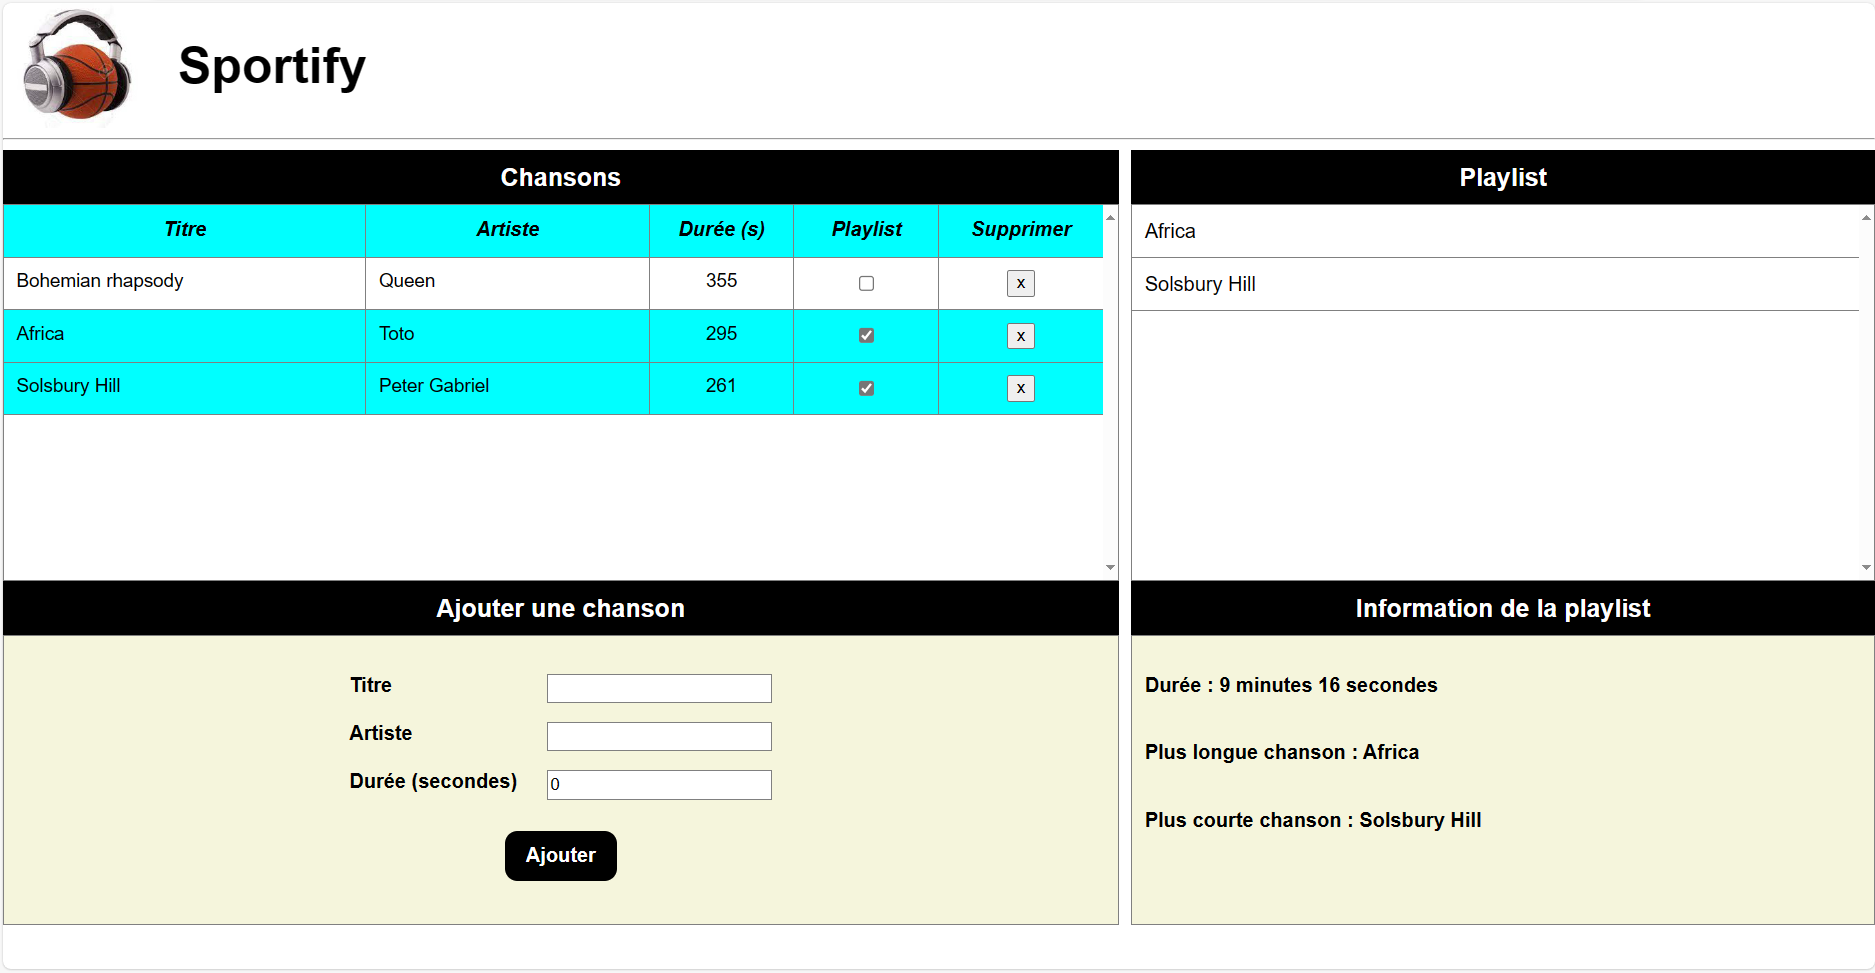 Sportify
Chansons
Titre Artiste Durée (s) Playlist Supprimer
Bohemian rhapsody Queen 355 x
Africa Toto 295 x
Solsbury Hill Peter Gabriel 261 x
Playlist
Africa
Solsbury Hill
Ajouter une chanson
Titre
Artiste
Durée (secondes) 0
Ajouter
Information de la playlist
Durée : 9 minutes 16 secondes
Plus longue chanson : Africa
Plus courte chanson : Solsbury Hill